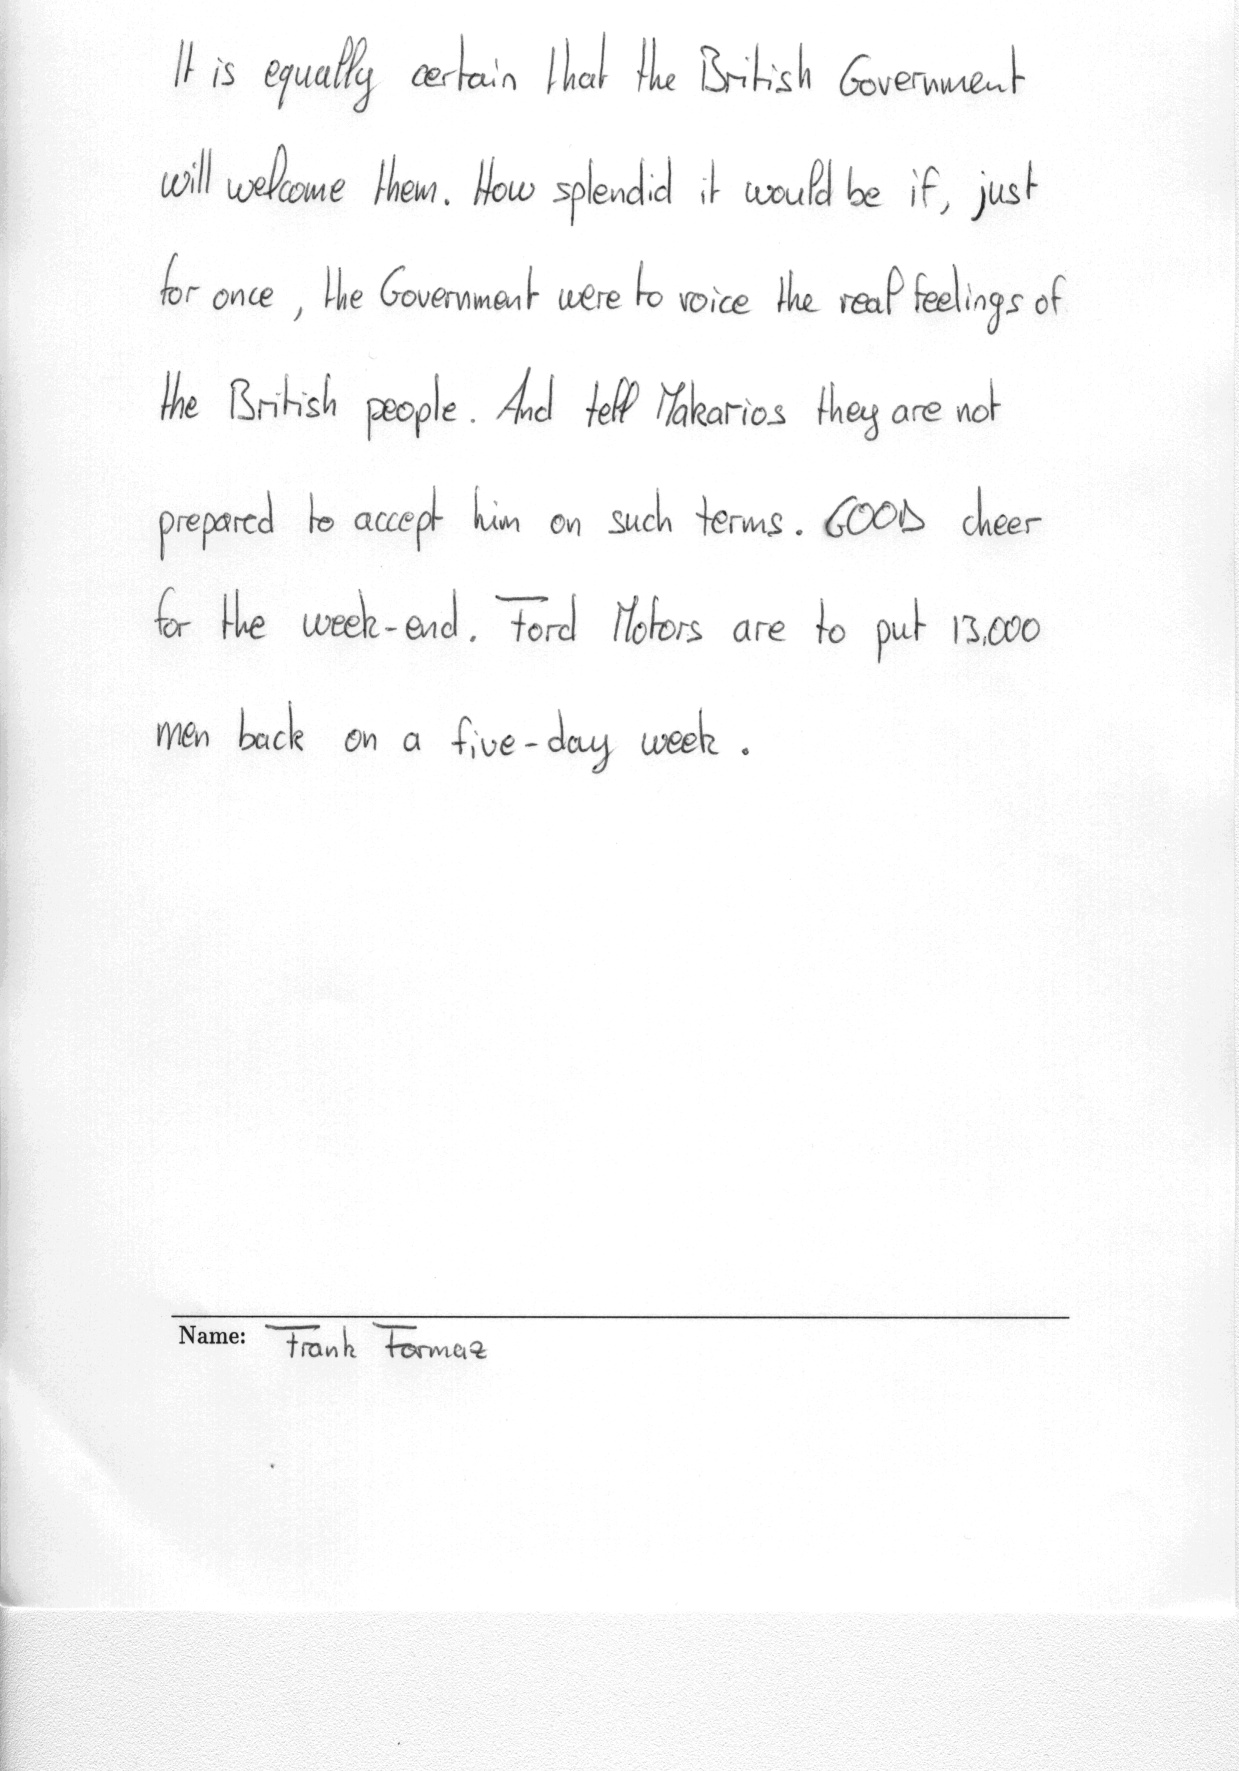 It is equally certain that the British Government
will welcome them. How splendid it would be if, just
for once, the Government were to voice the real feelings of
the British people. And tell Makarios they are not
prepared to accept him on such terms. GOOD cheer
for the week-end. Ford Motors are to put 13,000
men back on a five-day week.
Name: Frank Formaz